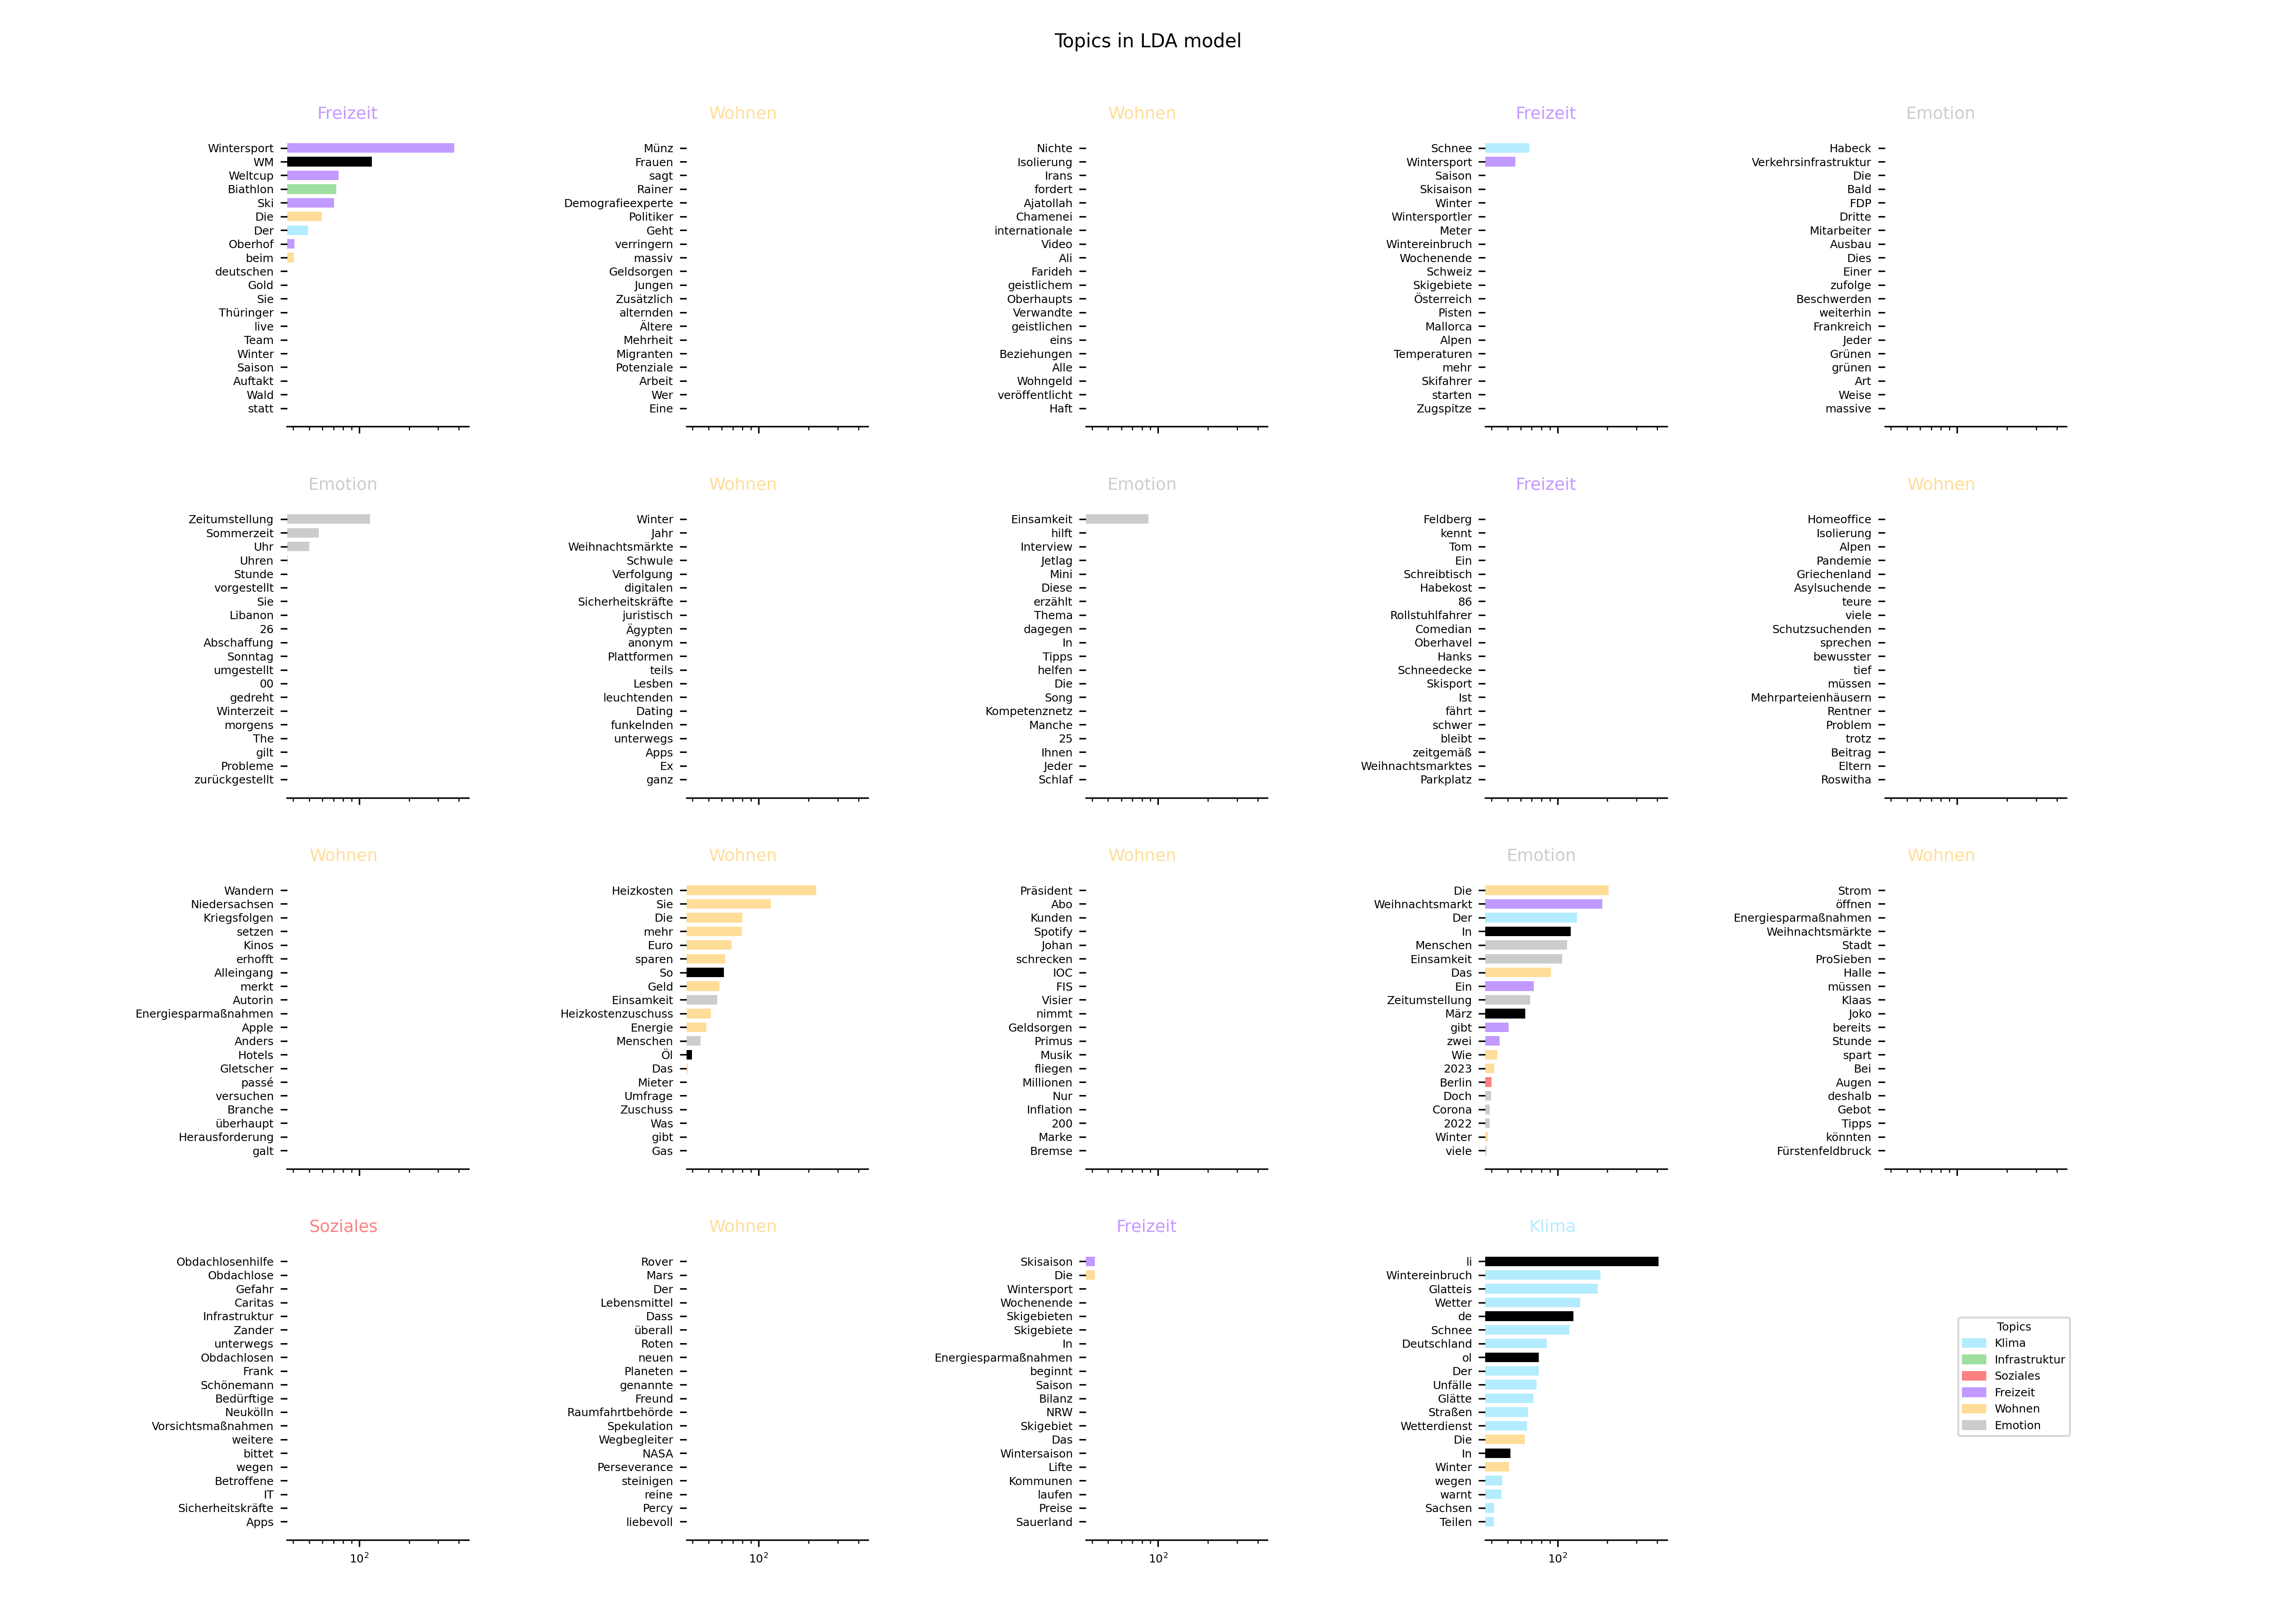 Topics in LDA model
Freizeit
Wintersport
WM
Weltcup
Biathlon
Ski
Die
Der
Oberhof
beim
deutschen
Gold
Sie
Thüringer
live
Team
Winter
Saison
Auftakt
Wald
statt
Wohnen
Münz
Frauen
sagt
Rainer
Demografieexperte
Politiker
Geht
verringern
massiv
Geldsorgen
Jungen
Zusätzlich
alternden
Ältere
Mehrheit
Migranten
Potenziale
Arbeit
Wer
Eine
Wohnen
Nichte
Isolierung
Irans
fordert
Ajatollah
Chamenei
internationale
Video
Ali
Farideh
geistlichem
Oberhaupts
Verwandte
geistlichen
eins
Beziehungen
Alle
Wohngeld
veröffentlicht
Haft
Freizeit
Schnee
Wintersport
Saison
Skisaison
Winter
Wintersportler
Meter
Wintereinbruch
Wochenende
Schweiz
Skigebiete
Österreich
Pisten
Mallorca
Alpen
Temperaturen
mehr
Skifahrer
starten
Zugspitze
Emotion
Habeck
Verkehrsinfrastruktur
Die
Bald
FDP
Dritte
Mitarbeiter
Ausbau
Dies
Einer
zufolge
Beschwerden
weiterhin
Frankreich
Jeder
Grünen
grünen
Art
Weise
massive
Emotion
Zeitumstellung
Sommerzeit
Uhr
Uhren
Stunde
vorgestellt
Sie
Libanon
26
Abschaffung
Sonntag
umgestellt
00
gedreht
Winterzeit
morgens
The
gilt
Probleme
zurückgestellt
Wohnen
Winter
Jahr
Weihnachtsmärkte
Schwule
Verfolgung
digitalen
Sicherheitskräfte
juristisch
Ägypten
anonym
Plattformen
teils
Lesben
leuchtenden
Dating
funkelnden
unterwegs
Apps
Ex
ganz
Emotion
Einsamkeit
hilft
Interview
Jetlag
Mini
Diese
erzählt
Thema
dagegen
In
Tipps
helfen
Die
Song
Kompetenznetz
Manche
25
Ihnen
Jeder
Schlaf
Freizeit
Feldberg
kennt
Tom
Ein
Schreibtisch
Habekost
86
Rollstuhlfahrer
Comedian
Oberhavel
Hanks
Schneedecke
Skisport
Ist
fährt
schwer
bleibt
zeitgemäß
Weihnachtsmarktes
Parkplatz
Wohnen
Homeoffice
Isolierung
Alpen
Pandemie
Griechenland
Asylsuchende
teure
viele
Schutzsuchenden
sprechen
bewusster
tief
müssen
Mehrparteienhäusern
Rentner
Problem
trotz
Beitrag
Eltern
Roswitha
Wohnen
Wandern
Niedersachsen
Kriegsfolgen
setzen
Kinos
erhofft
Alleingang
merkt
Autorin
Energiesparmaßnahmen
Apple
Anders
Hotels
Gletscher
passé
versuchen
Branche
überhaupt
Herausforderung
galt
Wohnen
Heizkosten
Sie
Die
mehr
Euro
sparen
So
Geld
Einsamkeit
Heizkostenzuschuss
Energie
Menschen
Öl
Das
Mieter
Umfrage
Zuschuss
Was
gibt
Gas
Wohnen
Präsident
Abo
Kunden
Spotify
Johan
schrecken
IOC
FIS
Visier
nimmt
Geldsorgen
Primus
Musik
fliegen
Millionen
Nur
Inflation
200
Marke
Bremse
Emotion
Die
Weihnachtsmarkt
Der
In
Menschen
Einsamkeit
Das
Ein
Zeitumstellung
März
gibt
zwei
Wie
2023
Berlin
Doch
Corona
2022
Winter
viele
Wohnen
Strom
öffnen
Energiesparmaßnahmen
Weihnachtsmärkte
Stadt
ProSieben
Halle
müssen
Klaas
Joko
bereits
Stunde
spart
Bei
Augen
deshalb
Gebot
Tipps
könnten
Fürstenfeldbruck
Soziales
Obdachlosenhilfe
Obdachlose
Gefahr
Caritas
Infrastruktur
Zander
unterwegs
Obdachlosen
Frank
Schönemann
Bedürftige
Neukölln
Vorsichtsmaßnahmen
weitere
bittet
wegen
Betroffene
IT
Sicherheitskräfte
Apps
10²
Wohnen
Rover
Mars
Der
Lebensmittel
Dass
überall
Roten
neuen
Planeten
genannte
Freund
Raumfahrtbehörde
Spekulation
Wegbegleiter
NASA
Perseverance
steinigen
reine
Percy
liebevoll
10²
Freizeit
Skisaison
Die
Wintersport
Wochenende
Skigebieten
Skigebiete
In
Energiesparmaßnahmen
beginnt
Saison
Bilanz
NRW
Skigebiet
Das
Wintersaison
Lifte
Kommunen
laufen
Preise
Sauerland
10²
Klima
li
Wintereinbruch
Glatteis
Wetter
de
Schnee
Deutschland
ol
Der
Unfälle
Glätte
Straßen
Wetterdienst
Die
In
Winter
wegen
warnt
Sachsen
Teilen
10²
Topics
Klima
Infrastruktur
Soziales
Freizeit
Wohnen
Emotion